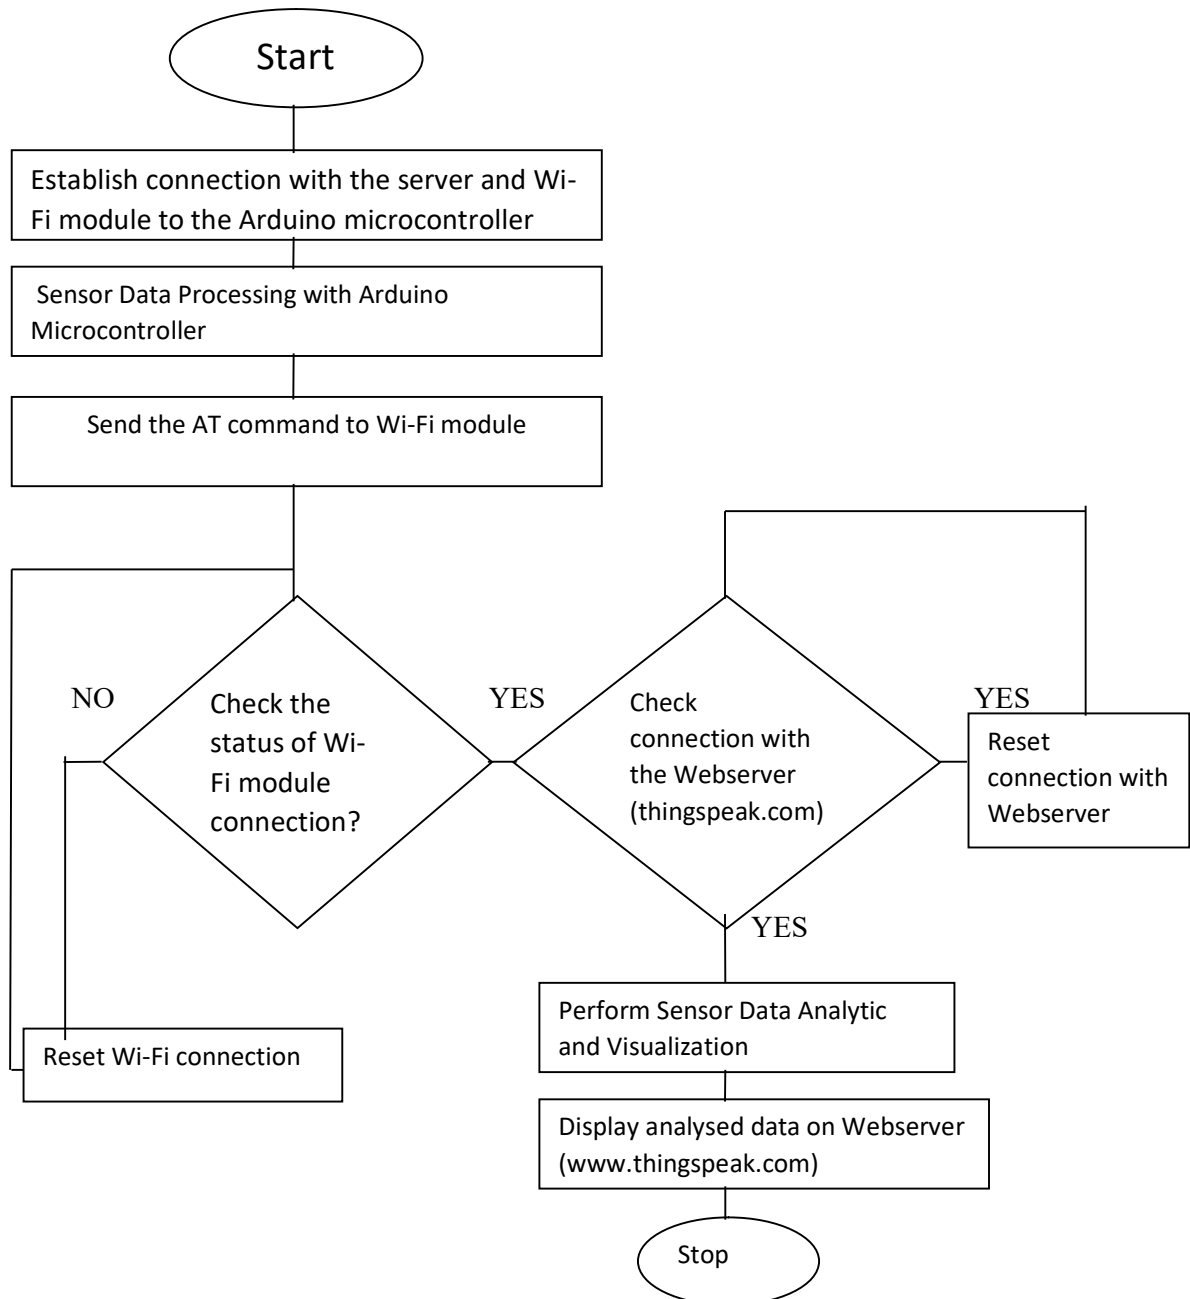 Start
Establish connection with the server and Wi-
Fi module to the Arduino microcontroller
Sensor Data Processing with Arduino
Microcontroller
Send the AT command to Wi-Fi module
NO
Check the
status of Wi-
Fi module
connection?
YES
Check
connection with
the Webserver
(thingspeak.com)
YES
Reset
connection with
Webserver
YES
Reset Wi-Fi connection
Perform Sensor Data Analytic
and Visualization
Display analysed data on Webserver
(www.thingspeak.com)
Stop